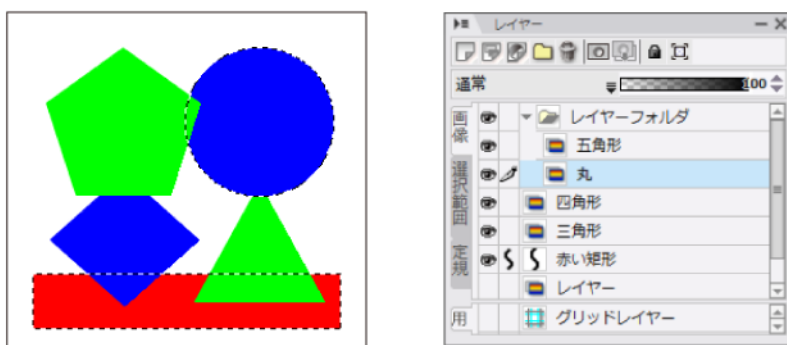 レイヤー
通常
100
画像
選択範囲
定規
レイヤーフォルダ
五角形
丸
四角形
三角形
赤い矩形
レイヤー
用
グリッドレイヤー